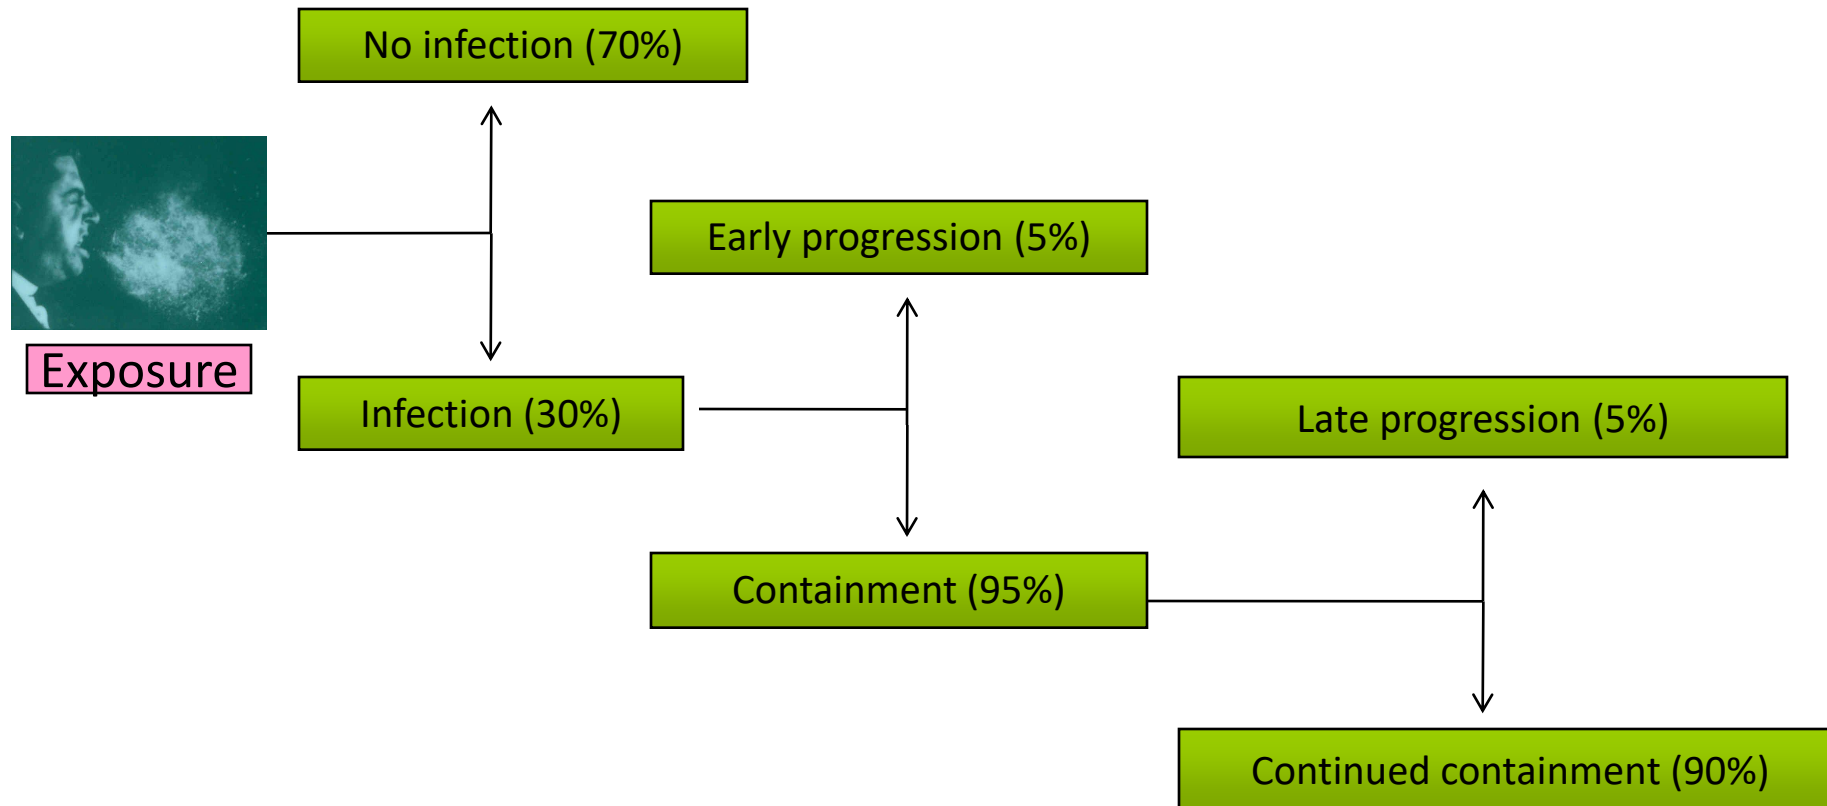 No infection (70%)
Exposure
Early progression (5%)
Infection (30%)
Late progression (5%)
Containment (95%)
Continued containment (90%)